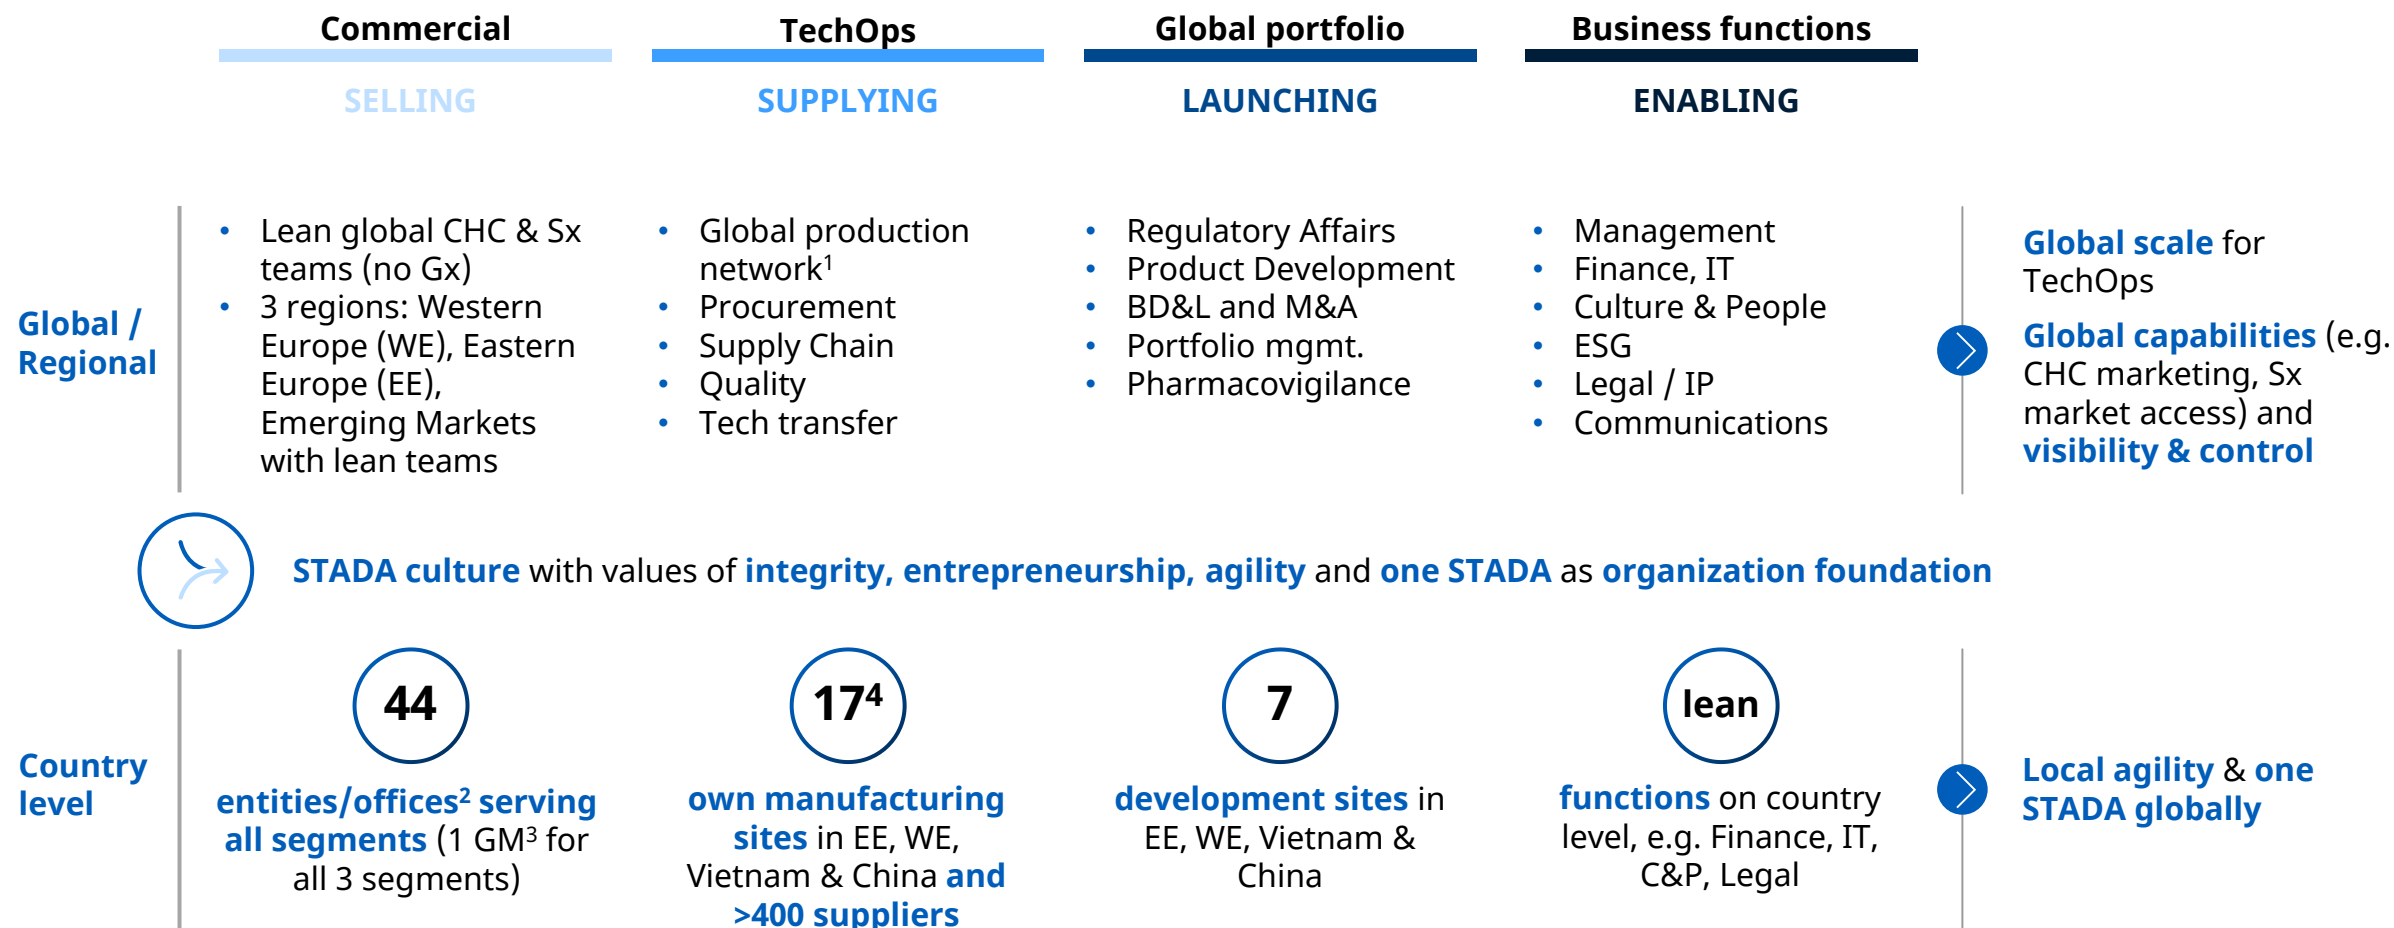 Commercial
SELLING
TechOps
SUPPLYING
Global portfolio
LAUNCHING
Business functions
ENABLING
Global /
Regional
• Lean global CHC & Sx
teams (no Gx)
• 3 regions: Western
Europe (WE), Eastern
Europe (EE),
Emerging Markets
with lean teams
• Global production
network¹
• Procurement
• Supply Chain
• Quality
• Tech transfer
• Regulatory Affairs
• Product Development
• BD&L and M&A
• Portfolio mgmt.
• Pharmacovigilance
• Management
• Finance, IT
• Culture & People
• ESG
• Legal / IP
• Communications
Global scale for
TechOps
Global capabilities (e.g.
CHC marketing, Sx
market access) and
visibility & control
STADA culture with values of integrity, entrepreneurship, agility and one STADA as organization foundation
Country
level
44
entities/offices² serving
all segments (1 GM³ for
all 3 segments)
17⁴
own manufacturing
sites in EE, WE,
Vietnam & China and
>400 suppliers
7
development sites in
EE, WE, Vietnam &
China
lean
functions on country
level, e.g. Finance, IT,
C&P, Legal
Local agility & one
STADA globally